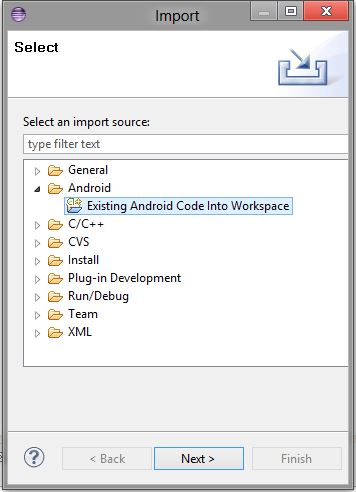 Import
Select
Select an import source:
type filter text
General
Android
Existing Android Code Into Workspace
C/C++
CVS
Install
Plug-in Development
Run/Debug
Team
XML
?
< Back
Next >
Finish